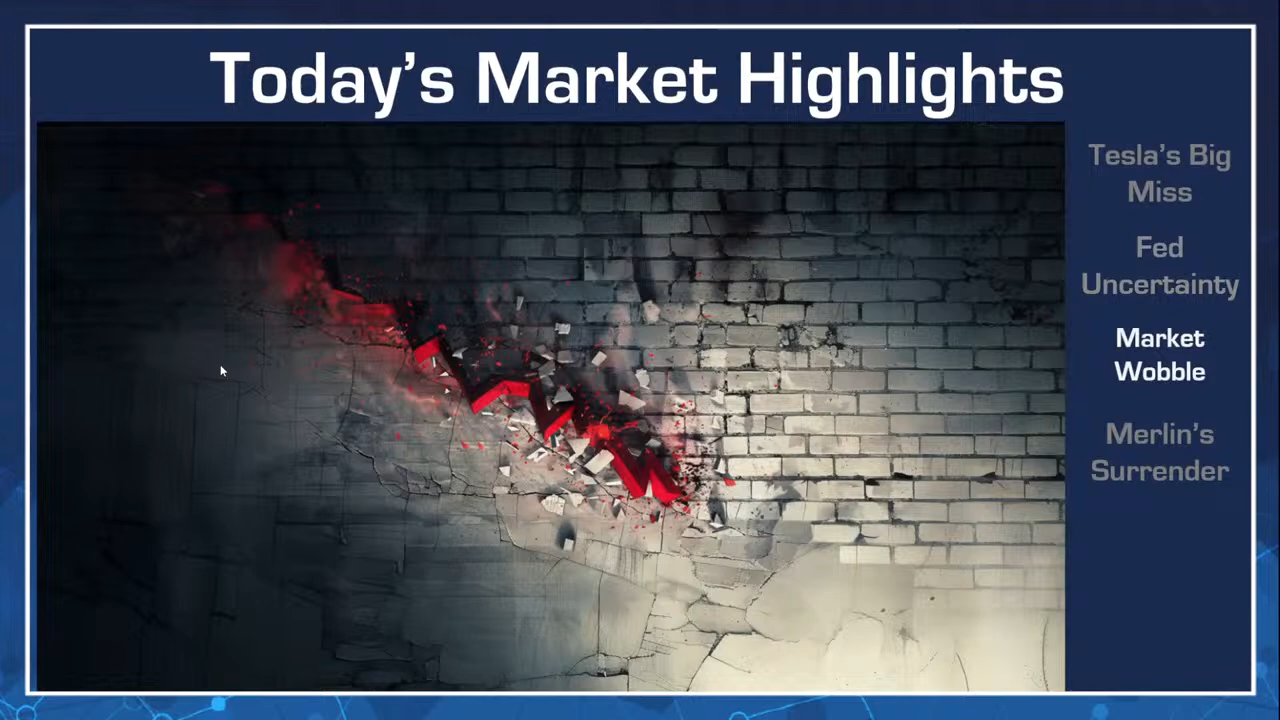 Today’s Market Highlights
Tesla’s Big
Miss
Fed
Uncertainty
Market
Wobble
Merlin’s
Surrender